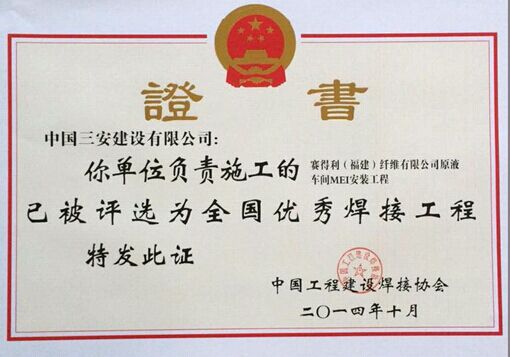 證書
中国三安建设有限公司:
你单位负责施工的 赛得利（福建）纤维有限公司原液
车间MEI安装工程
已被评选为全国优秀焊接工程
特发此证
中国工程建设焊接协会
二〇一四年十月